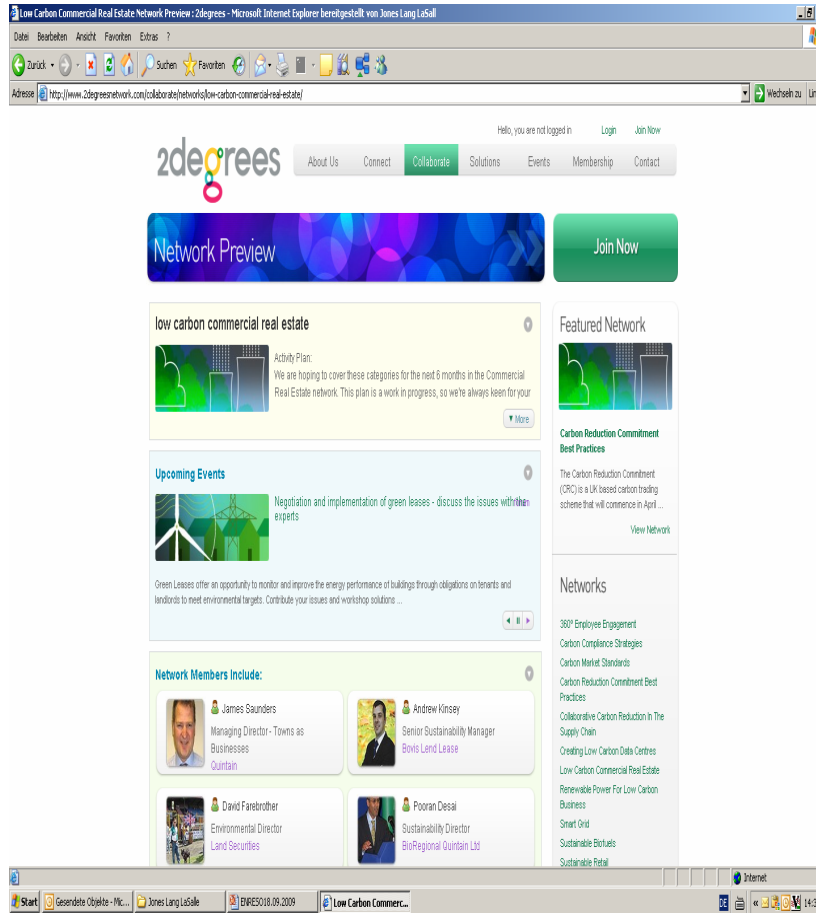 Low Carbon Commercial Real Estate Network Preview : 2degrees - Microsoft Internet Explorer bereitgestellt von Jones Lang LaSall
Datei Bearbeiten Ansicht Favoriten Extras ?
Zurück Suchen Favoriten
Adresse http://www.2degreesnetwork.com/collaborate/networks/low-carbon-commercial-real-estate/ Wechseln zu
Hello, you are not logged in Login Join Now
2degrees
About Us Connect Collaborate Solutions Events Membership Contact
Network Preview
Join Now
low carbon commercial real estate
Activity Plan:
We are hoping to cover these categories for the next 6 months in the Commercial
Real Estate network. This plan is a work in progress, so we're always keen for your
More
Upcoming Events
Negotiation and implementation of green leases - discuss the issues with the
experts
Green Leases offer an opportunity to monitor and improve the energy performance of buildings through obligations on tenants and
landlords to meet environmental targets. Contribute your issues and workshop solutions ...
Network Members Include:
James Saunders
Managing Director - Towns as
Businesses
Quintain
Andrew Kinsey
Senior Sustainability Manager
Bovis Lend Lease
David Farebrother
Environmental Director
Land Securities
Pooran Desai
Sustainability Director
BioRegional Quintain Ltd
Featured Network
Carbon Reduction Commitment
Best Practices
The Carbon Reduction Commitment
(CRC) is a UK based carbon trading
scheme that will commence in April ...
View Network
Networks
360º Employee Engagement
Carbon Compliance Strategies
Carbon Market Standards
Carbon Reduction Commitment Best
Practices
Collaborative Carbon Reduction In The
Supply Chain
Creating Low Carbon Data Centres
Low Carbon Commercial Real Estate
Renewable Power For Low Carbon
Business
Smart Grid
Sustainable Biofuels
Sustainable Retail
Internet
Start Gesendete Objekte - Mic... Jones Lang LaSalle ENRESO18.09.2009 Low Carbon Commerc... DE